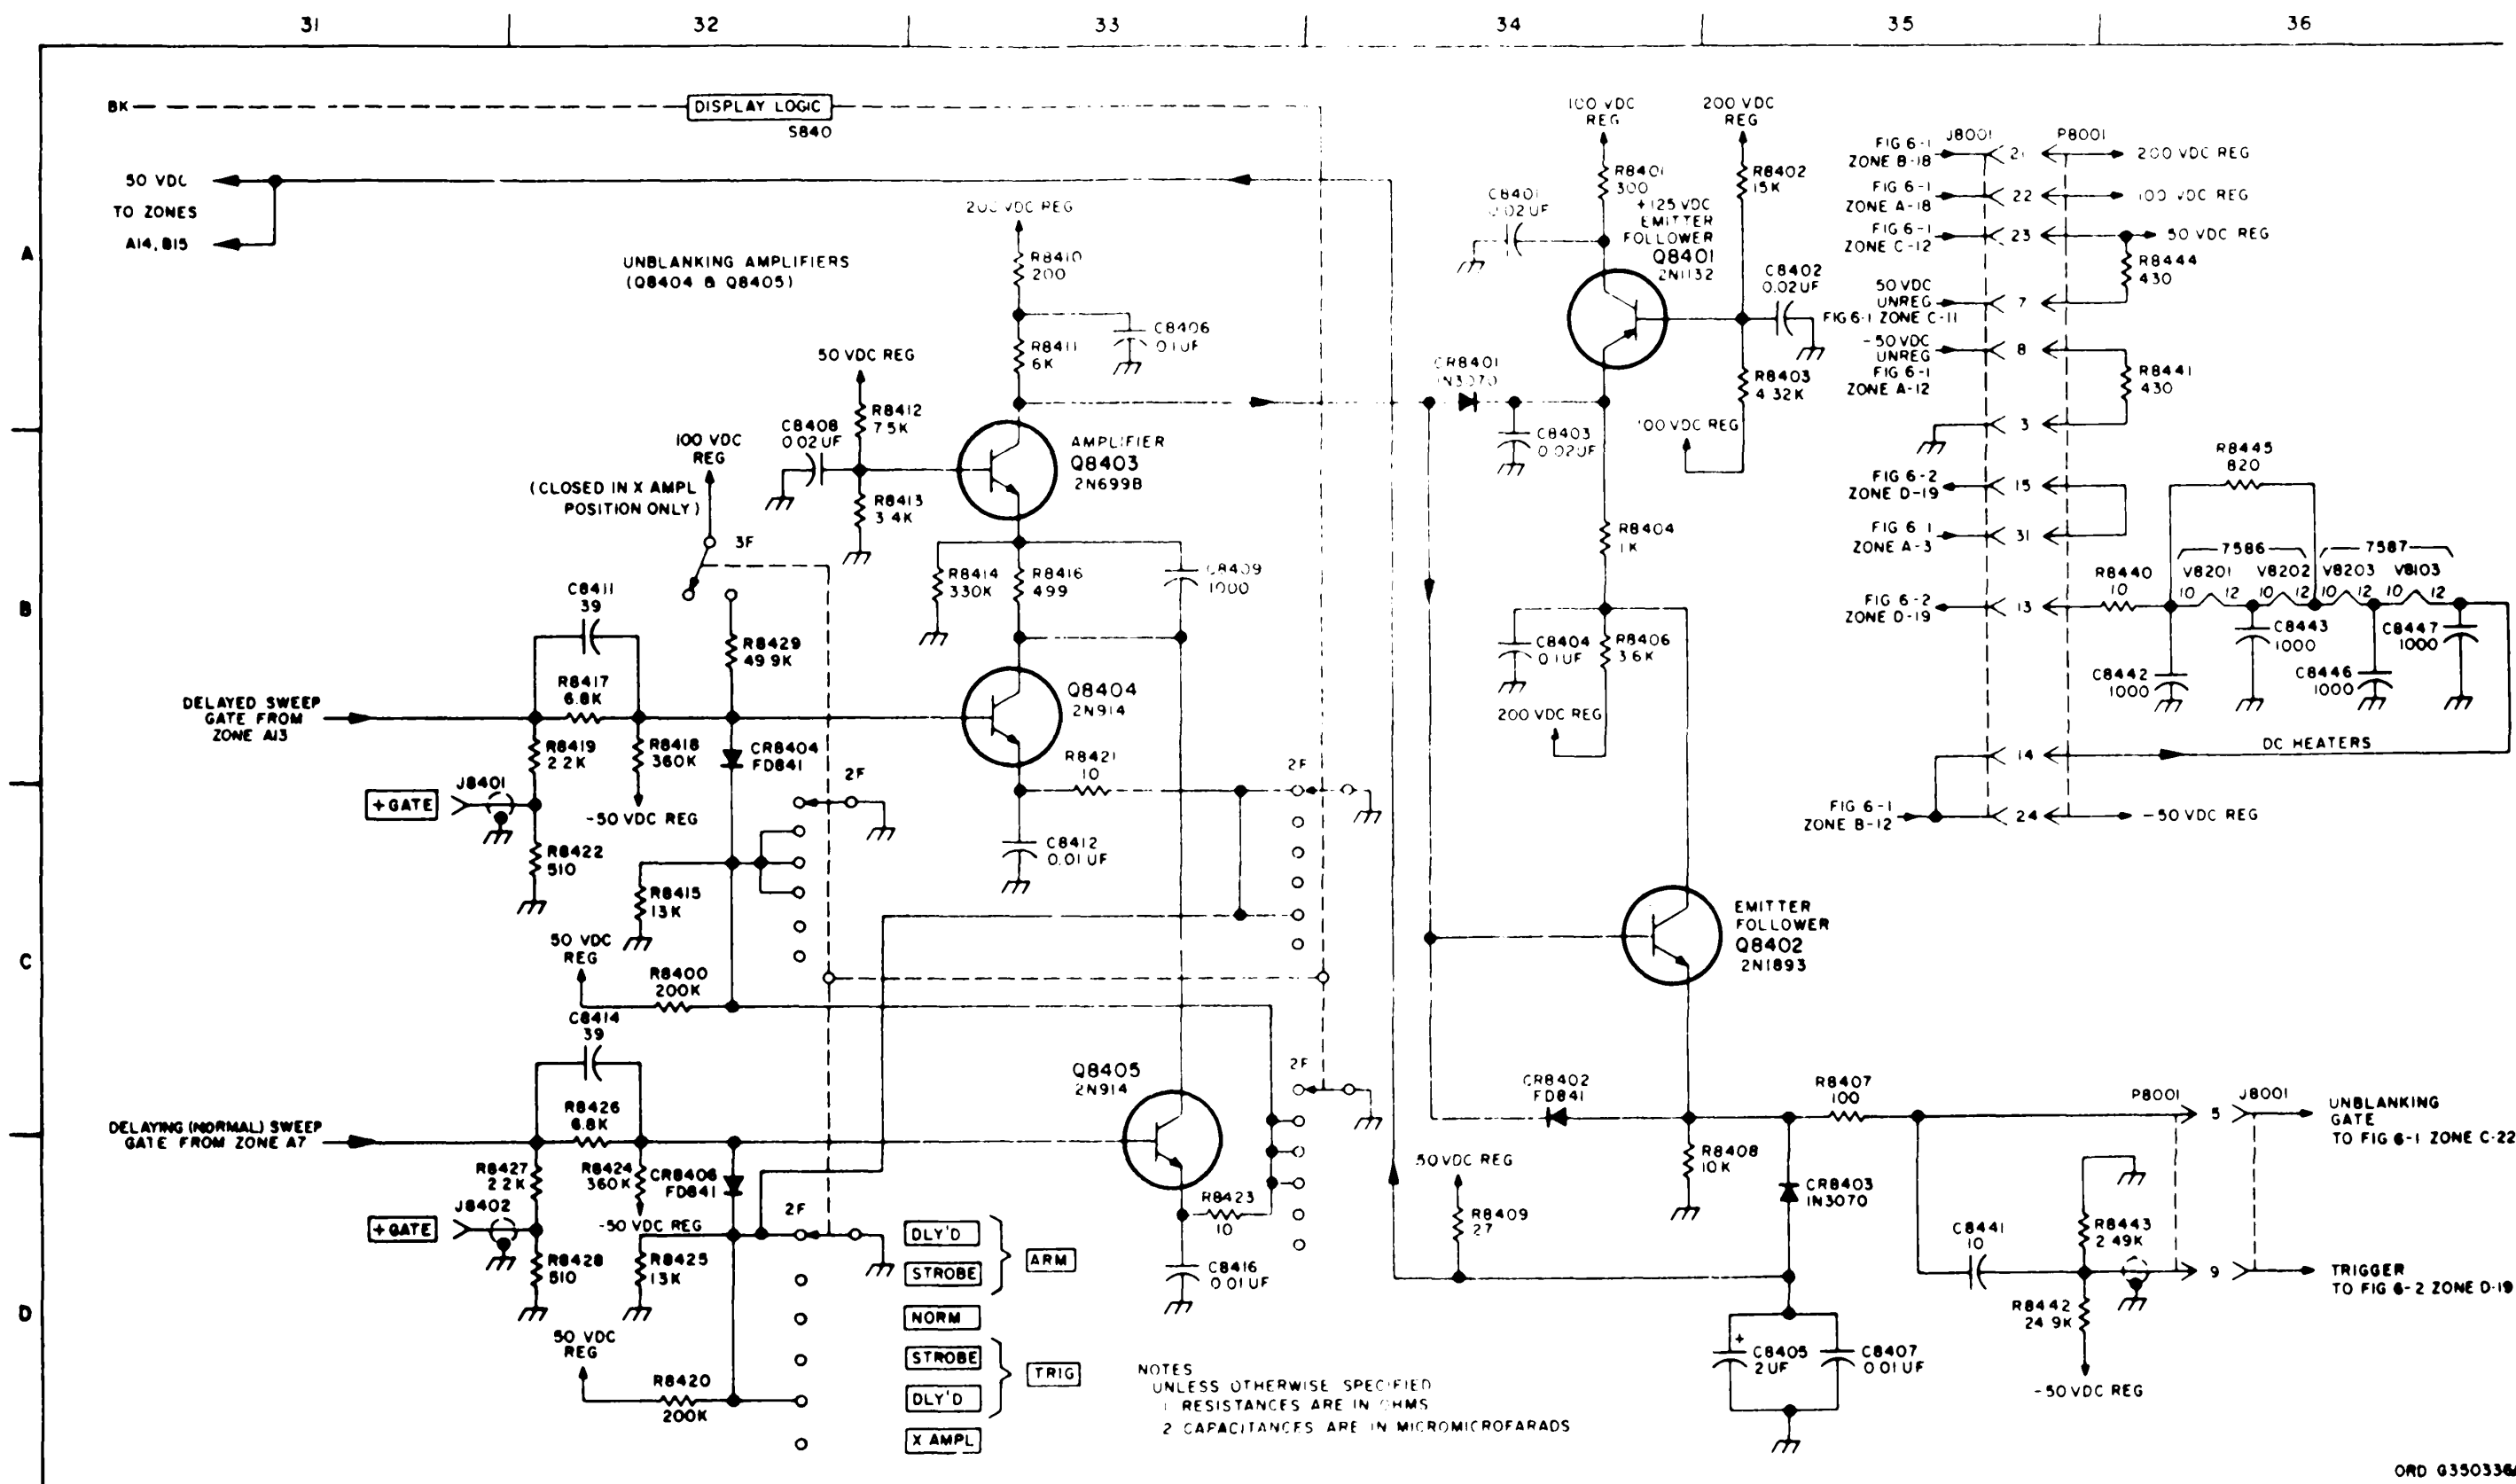 31 32 33 34 35 36
A
B
C
D
BK
DISPLAY LOGIC
S840
50 VDC
TO ZONES
A14, B15
UNBLANKING AMPLIFIERS
(Q8404 & Q8405)
200 VDC REG
R8410
200
R8411
6K
C8406
0.1UF
50 VDC REG
R8412
7.5K
C8408
0.02UF
R8413
3.4K
AMPLIFIER
Q8403
2N699B
100 VDC
REG
(CLOSED IN X AMPL
POSITION ONLY)
3F
R8414
330K
R8416
499
C8409
1000
C8411
39
R8417
6.8K
R8429
49.9K
DELAYED SWEEP
GATE FROM
ZONE A13
R8419
2.2K
R8418
360K
CR8404
FD841
2F
Q8404
2N914
R8421
10
2F
J8401
+GATE
-50 VDC REG
R8422
510
R8415
13K
C8412
0.01UF
50 VDC
REG
R8400
200K
C8414
39
R8426
6.8K
DELAYING (NORMAL) SWEEP
GATE FROM ZONE A7
R8427
2.2K
R8424
360K
CR8406
FD841
Q8405
2N914
2F
J8402
+GATE
-50 VDC REG
2F
R8428
510
R8425
13K
R8423
10
C8416
0.01UF
50 VDC
REG
R8420
200K
DLY'D
STROBE
ARM
NORM
STROBE
DLY'D
TRIG
X AMPL
NOTES
UNLESS OTHERWISE SPECIFIED
1 RESISTANCES ARE IN OHMS
2 CAPACITANCES ARE IN MICROMICROFARADS
100 VDC
REG
200 VDC
REG
R8401
300
R8402
15K
C8401
0.02UF
+125 VDC
EMITTER
FOLLOWER
Q8401
2N1132
C8402
0.02UF
CR8401
1N3070
R8403
4.32K
C8403
0.02UF
100 VDC REG
R8404
1K
C8404
0.1UF
R8406
3.6K
200 VDC REG
EMITTER
FOLLOWER
Q8402
2N1893
CR8402
FD841
R8407
100
50 VDC REG
R8409
27
R8408
10K
CR8403
1N3070
C8405
+
2UF
C8407
0.01UF
J8001 P8001
FIG 6-1
ZONE B-18
21
200 VDC REG
FIG 6-1
ZONE A-18
22
100 VDC REG
FIG 6-1
ZONE C-12
23
50 VDC REG
R8444
430
50 VDC
UNREG
FIG 6-1 ZONE C-11
7
-50 VDC
UNREG
FIG 6-1
ZONE A-12
8
R8441
430
3
FIG 6-2
ZONE D-19
15
FIG 6 1
ZONE A-3
31
R8445
820
7586 7587
R8440
10
V8201 V8202 V8203 V8103
10 12 10 12 10 12 10 12
FIG 6-2
ZONE D-19
13
C8442
1000
C8443
1000
C8446
1000
C8447
1000
14
DC HEATERS
FIG 6-1
ZONE B-12
24
-50 VDC REG
P8001 J8001
5
UNBLANKING
GATE
TO FIG 6-1 ZONE C-22
C8441
10
R8443
2.49K
9
TRIGGER
TO FIG 6-2 ZONE D-19
R8442
24.9K
-50 VDC REG
ORD